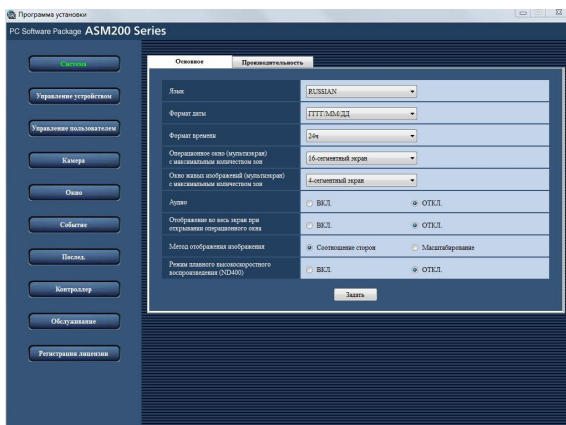 Программа установки
PC Software Package ASM200 Series
Система
Управление устройством
Управление пользователем
Камера
Окно
Событие
Послед.
Контроллер
Обслуживание
Регистрация лицензии
Основное Производительность
Язык RUSSIAN
Формат даты ГГГГ/ММ/ДД
Формат времени 24ч
Операционное окно (мультиэкран)
с максимальным количеством зон
16-сегментный экран
Окно живых изображений (мультиэкран)
с максимальным количеством зон
4-сегментный экран
Аудио ВКЛ. ОТКЛ.
Отображение во весь экран при
открывании операционного окна
ВКЛ. ОТКЛ.
Метод отображения изображения Соотношение сторон Масштабирование
Режим плавного высокоскоростного
воспроизведения (ND400)
ВКЛ. ОТКЛ.
Задать